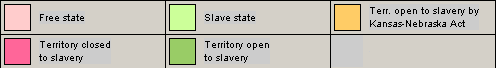 Free state
Slave state
Terr. open to slavery by
Kansas-Nebraska Act
Territory closed
to slavery
Territory open
to slavery